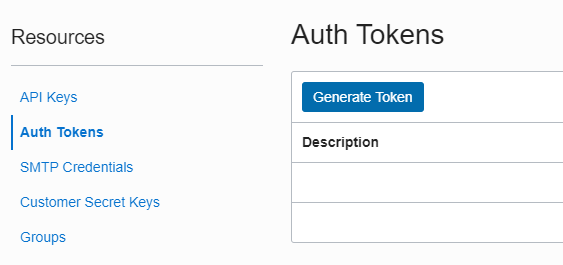 Resources
API Keys
Auth Tokens
SMTP Credentials
Customer Secret Keys
Groups
Auth Tokens
Generate Token
Description